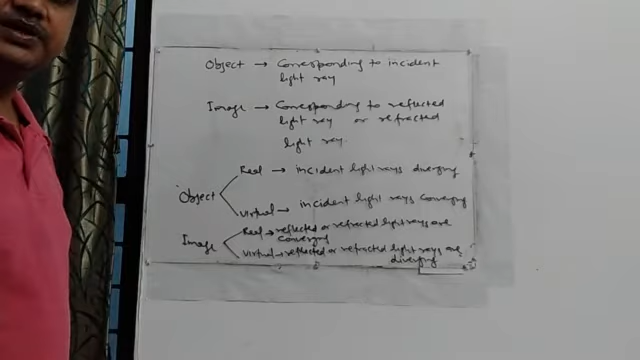 Object → Corresponding to incident
light ray
Image → Corresponding to reflected
light ray or refracted
light ray.
Object
Real → incident light rays diverging
Virtual → incident light rays converging
Image
Real → reflected or refracted light rays are
converging
Virtual → reflected or refracted light rays are
diverging